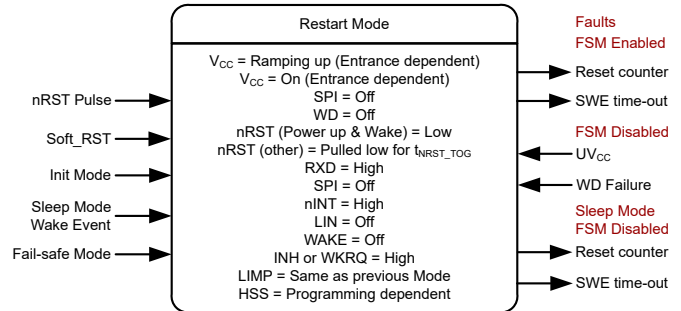 Restart Mode
V_CC = Ramping up (Entrance dependent)
V_CC = On (Entrance dependent)
SPI = Off
WD = Off
nRST (Power up & Wake) = Low
nRST (other) = Pulled low for t_NRST_TOG
RXD = High
SPI = Off
nINT = High
LIN = Off
WAKE = Off
INH or WKRQ = High
LIMP = Same as previous Mode
HSS = Programming dependent
nRST Pulse
Soft_RST
Init Mode
Sleep Mode
Wake Event
Fail-safe Mode
Faults
FSM Enabled
Reset counter
SWE time-out
FSM Disabled
UV_CC
WD Failure
Sleep Mode
FSM Disabled
Reset counter
SWE time-out